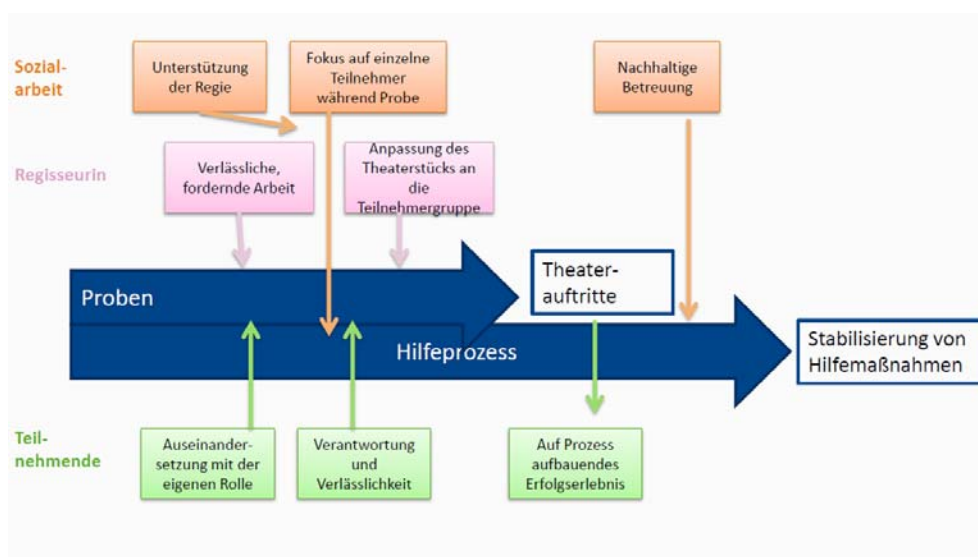 Sozial-
arbeit
Unterstützung
der Regie
Fokus auf einzelne
Teilnehmer
während Probe
Nachhaltige
Betreuung
Regisseurin
Verlässliche,
fordernde Arbeit
Anpassung des
Theaterstücks an
die
Teilnehmergruppe
Proben
Theater-
auftritte
Hilfeprozess
Stabilisierung von
Hilfemaßnahmen
Teil-
nehmende
Auseinander-
setzung mit der
eigenen Rolle
Verantwortung
und
Verlässlichkeit
Auf Prozess
aufbauendes
Erfolgserlebnis